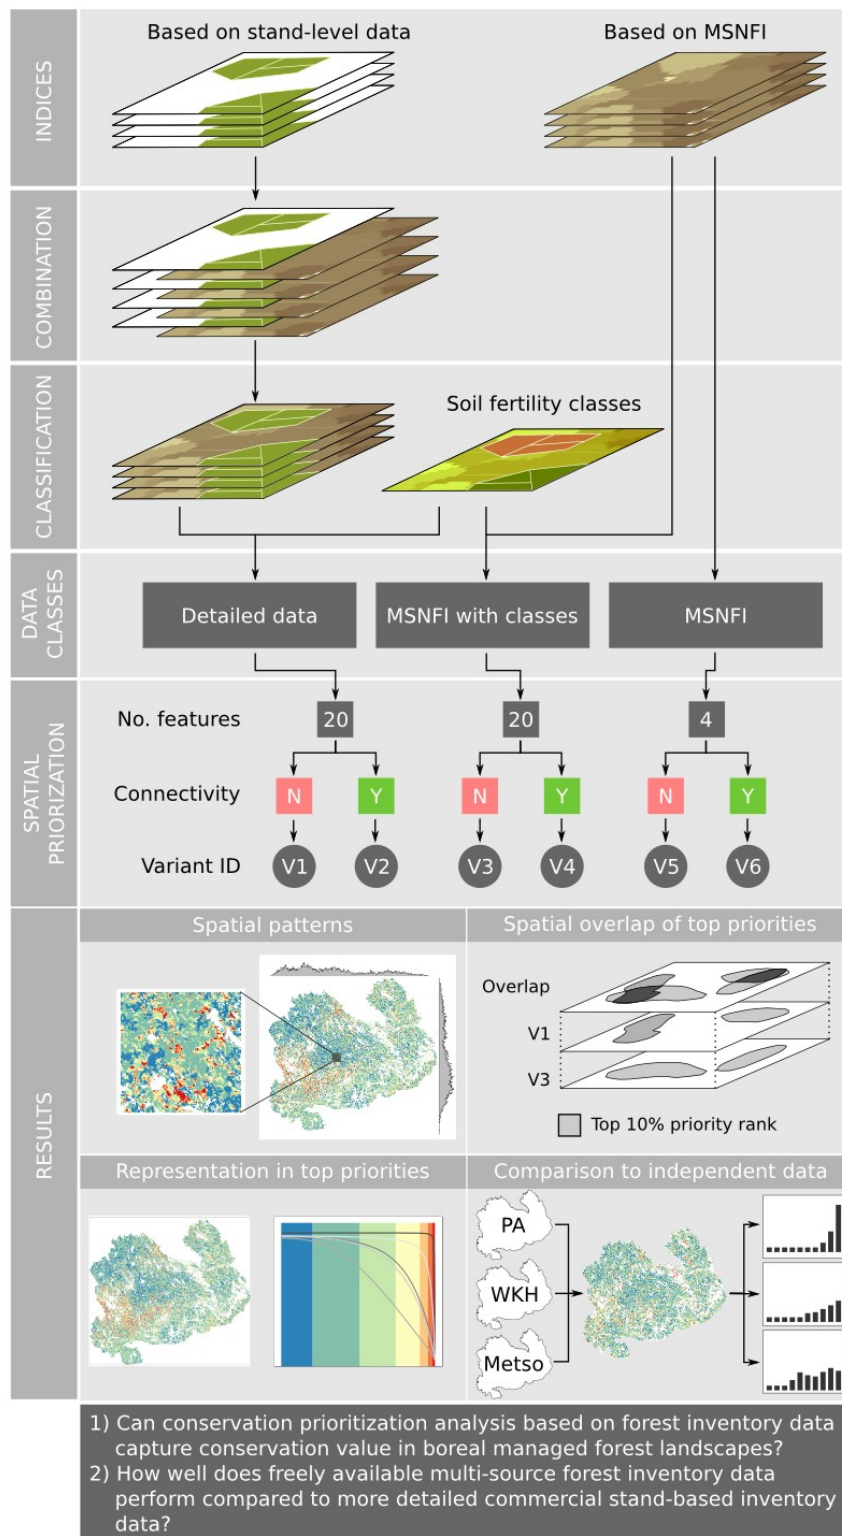 INDICES
Based on stand-level data
Based on MSNFI
COMBINATION
CLASSIFICATION
Soil fertility classes
DATA
CLASSES
Detailed data
MSNFI with classes
MSNFI
SPATIAL
PRIORIZATION
No. features
20
20
4
Connectivity
N
Y
N
Y
N
Y
Variant ID
V1
V2
V3
V4
V5
V6
RESULTS
Spatial patterns
Spatial overlap of top priorities
Overlap
V1
V3
Top 10% priority rank
Representation in top priorities
Comparison to independent data
PA
WKH
Metso
1) Can conservation prioritization analysis based on forest inventory data
capture conservation value in boreal managed forest landscapes?
2) How well does freely available multi-source forest inventory data
perform compared to more detailed commercial stand-based inventory
data?